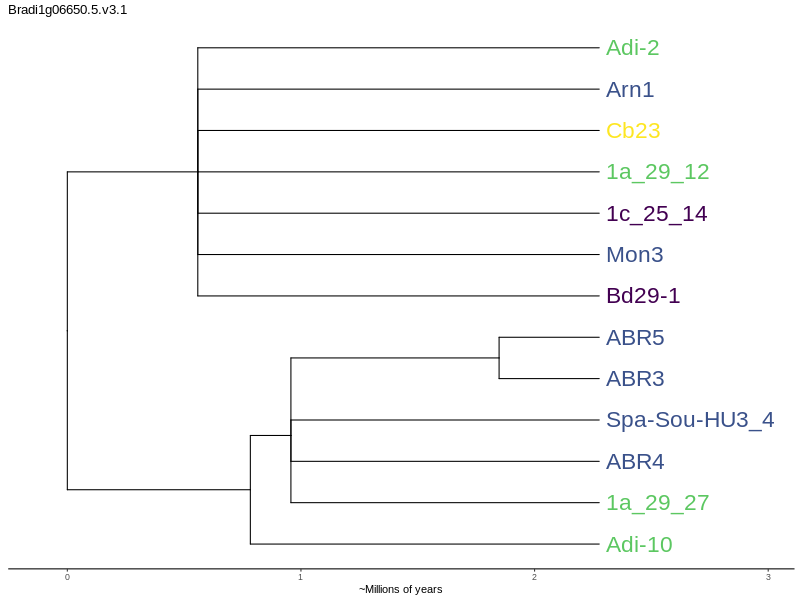 Bradi1g06650.5.v3.1
Adi-2
Arn1
Cb23
1a_29_12
1c_25_14
Mon3
Bd29-1
ABR5
ABR3
Spa-Sou-HU3_4
ABR4
1a_29_27
Adi-10
0 1 2 3
~Millions of years